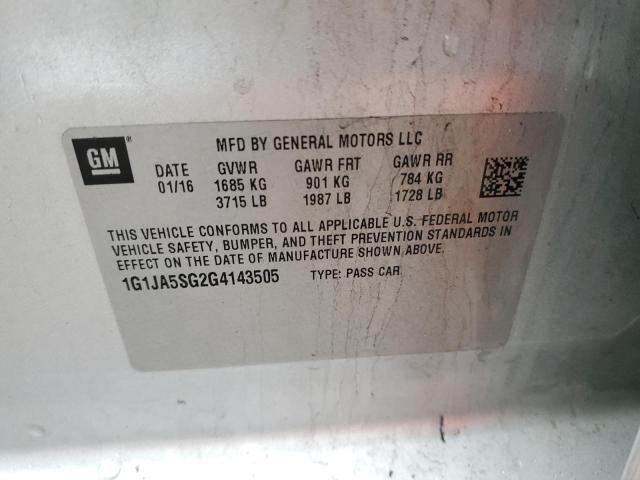 GM
®
MFD BY GENERAL MOTORS LLC
DATE GVWR GAWR FRT GAWR RR
01/16 1685 KG 901 KG 784 KG
3715 LB 1987 LB 1728 LB
THIS VEHICLE CONFORMS TO ALL APPLICABLE U.S. FEDERAL MOTOR
VEHICLE SAFETY, BUMPER, AND THEFT PREVENTION STANDARDS IN
EFFECT ON THE DATE OF MANUFACTURE SHOWN ABOVE.
1G1JA5SG2G4143505 TYPE: PASS CAR